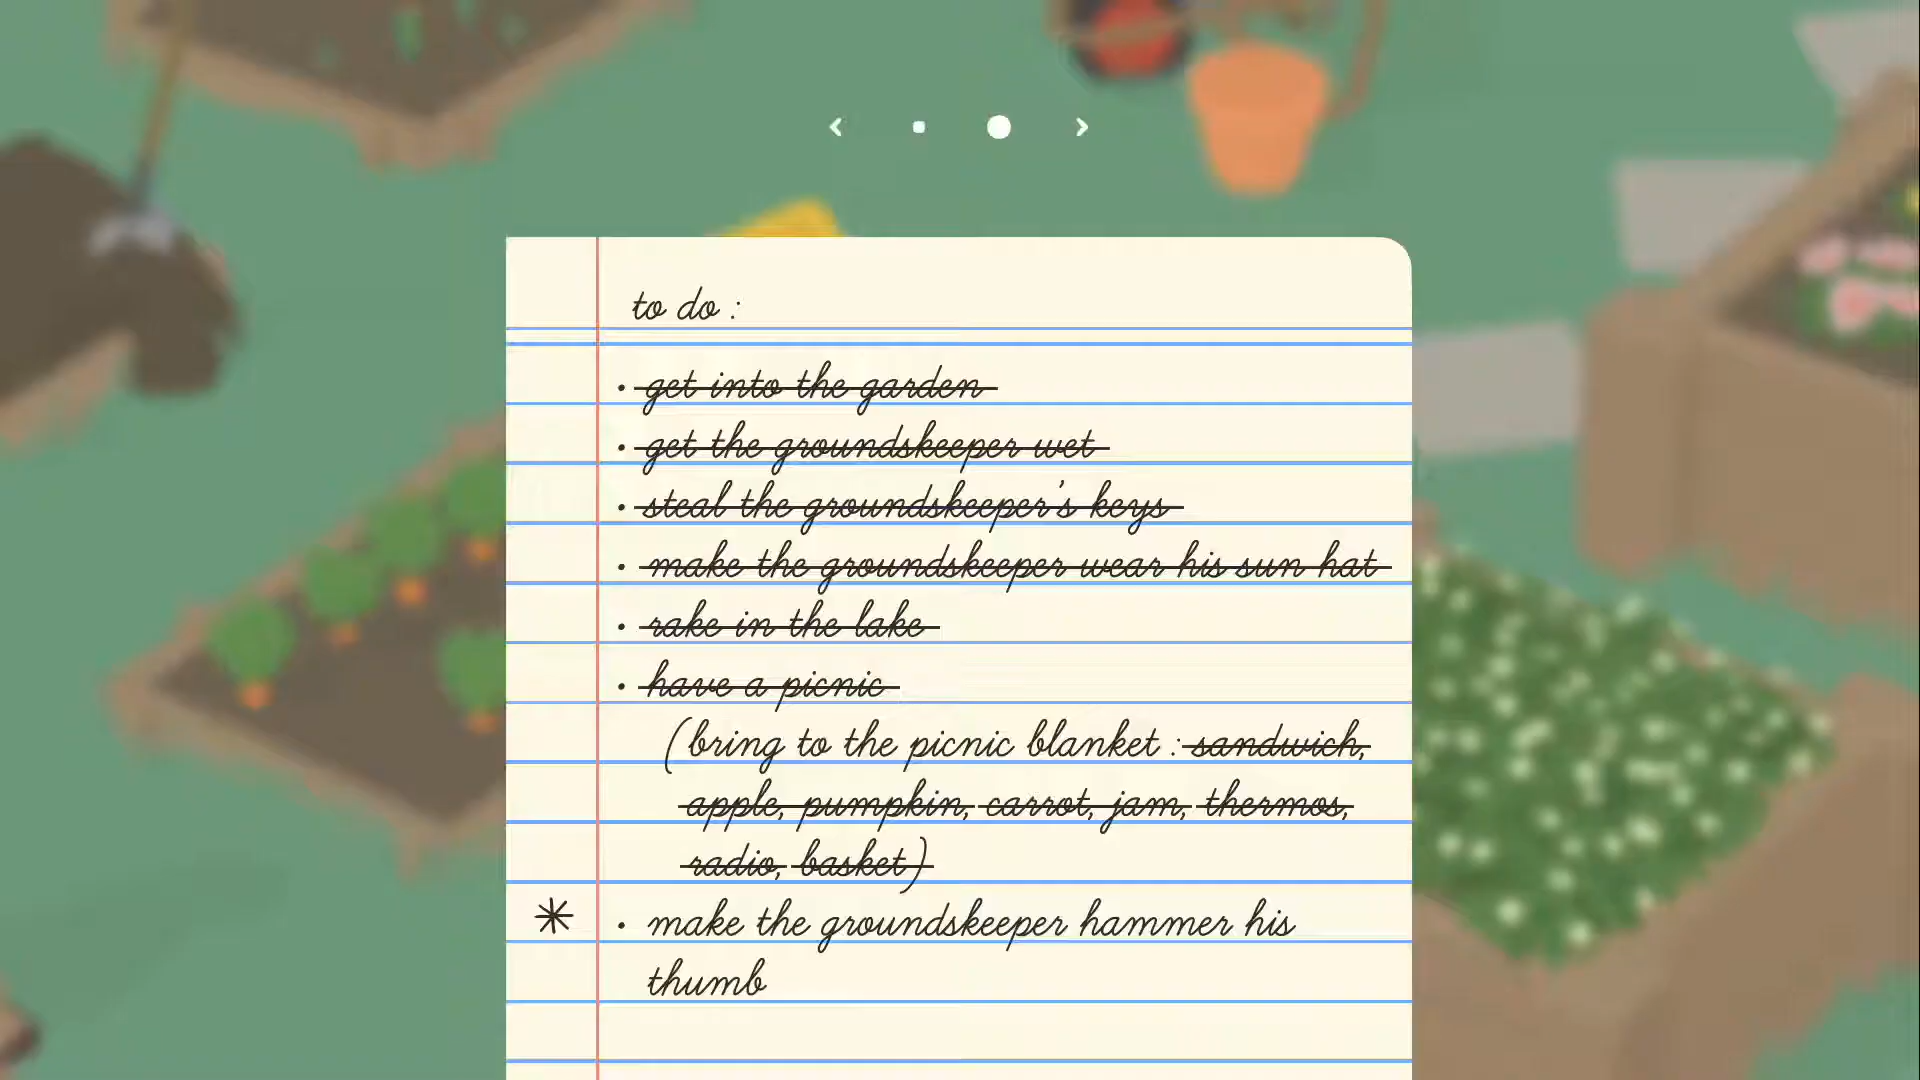 to do :
• get into the garden
• get the groundskeeper wet
• steal the groundskeeper's keys
• make the groundskeeper wear his sun hat
• rake in the lake
• have a picnic
(bring to the picnic blanket : sandwich,
apple, pumpkin, carrot, jam, thermos,
radio, basket)
• make the groundskeeper hammer his
thumb